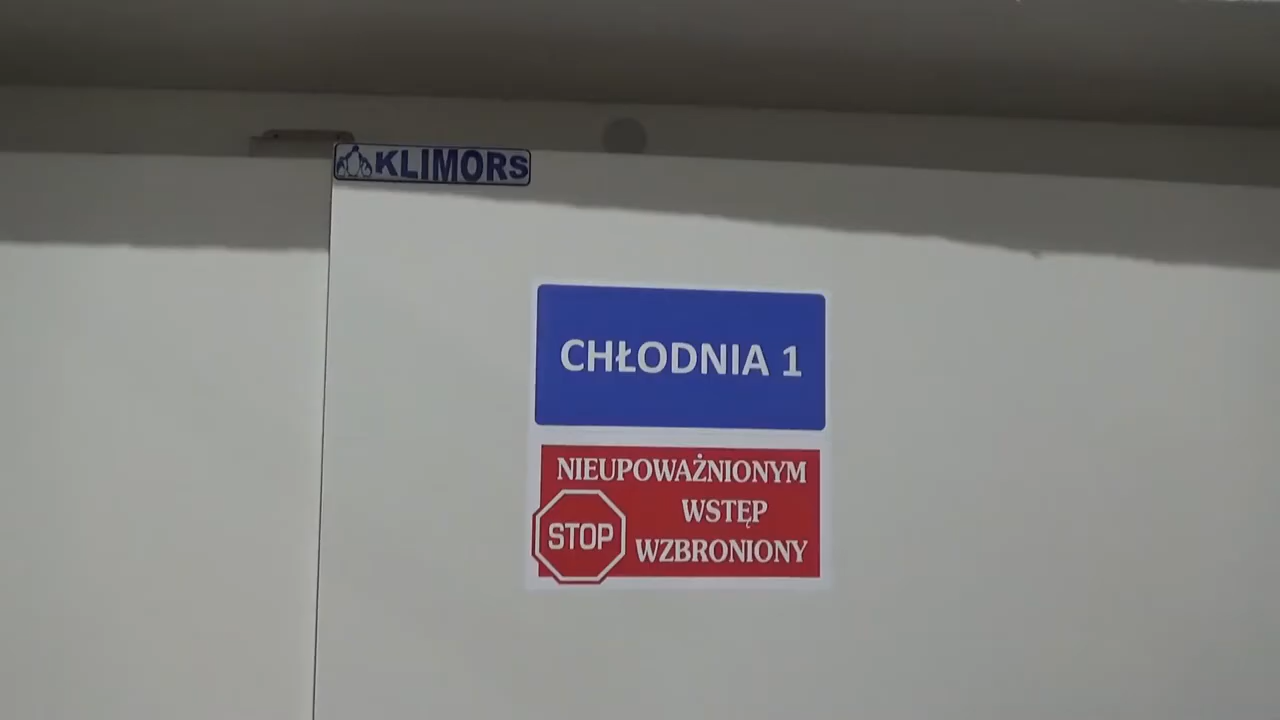 KLIMORS
CHŁODNIA 1
NIEUPOWAŻNIONYM
WSTĘP
STOP
WZBRONIONY